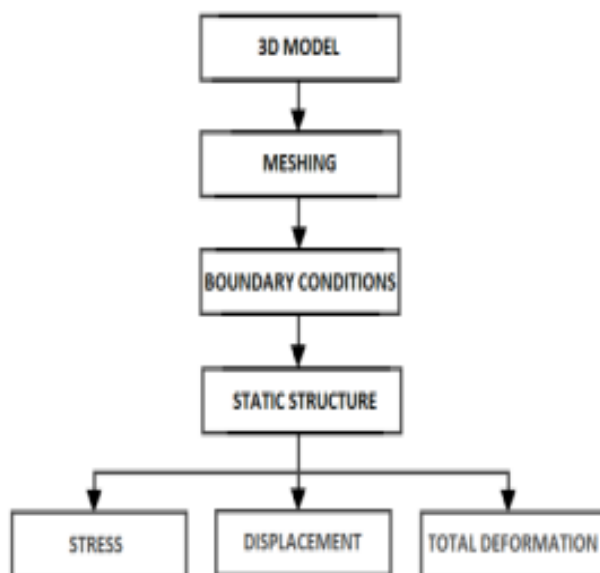 3D MODEL
MESHING
BOUNDARY CONDITIONS
STATIC STRUCTURE
STRESS
DISPLACEMENT
TOTAL DEFORMATION